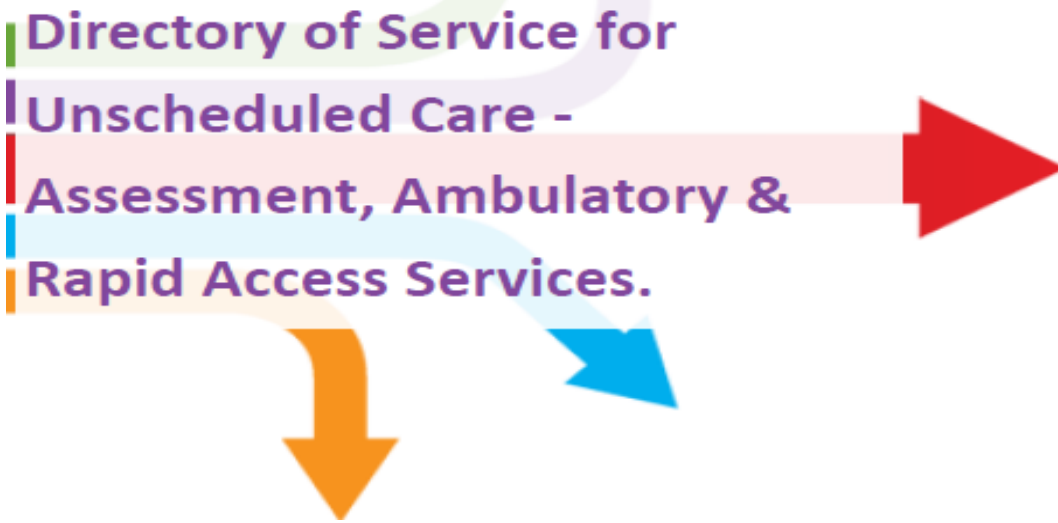 Directory of Service for
Unscheduled Care -
Assessment, Ambulatory &
Rapid Access Services.